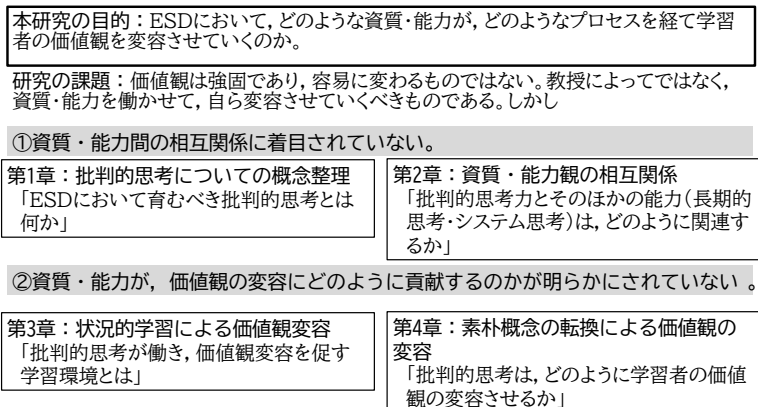 本研究の目的：ESDにおいて，どのような資質・能力が，どのようなプロセスを経て学習
者の価値観を変容させていくのか。
研究の課題：価値観は強固であり，容易に変わるものではない。教授によってではなく，
資質・能力を働かせて，自ら変容させていくべきものである。しかし
①資質・能力間の相互関係に着目されていない。
第1章：批判的思考についての概念整理
「ESDにおいて育むべき批判的思考とは
何か」
第2章：資質・能力観の相互関係
「批判的思考力とそのほかの能力（長期的
思考・システム思考）は，どのように関連す
るか」
②資質・能力が，価値観の変容にどのように貢献するのかが明らかにされていない 。
第3章：状況的学習による価値観変容
「批判的思考が働き，価値観変容を促す
学習環境とは」
第4章：素朴概念の転換による価値観の
変容
「批判的思考は，どのように学習者の価値
観の変容させるか」